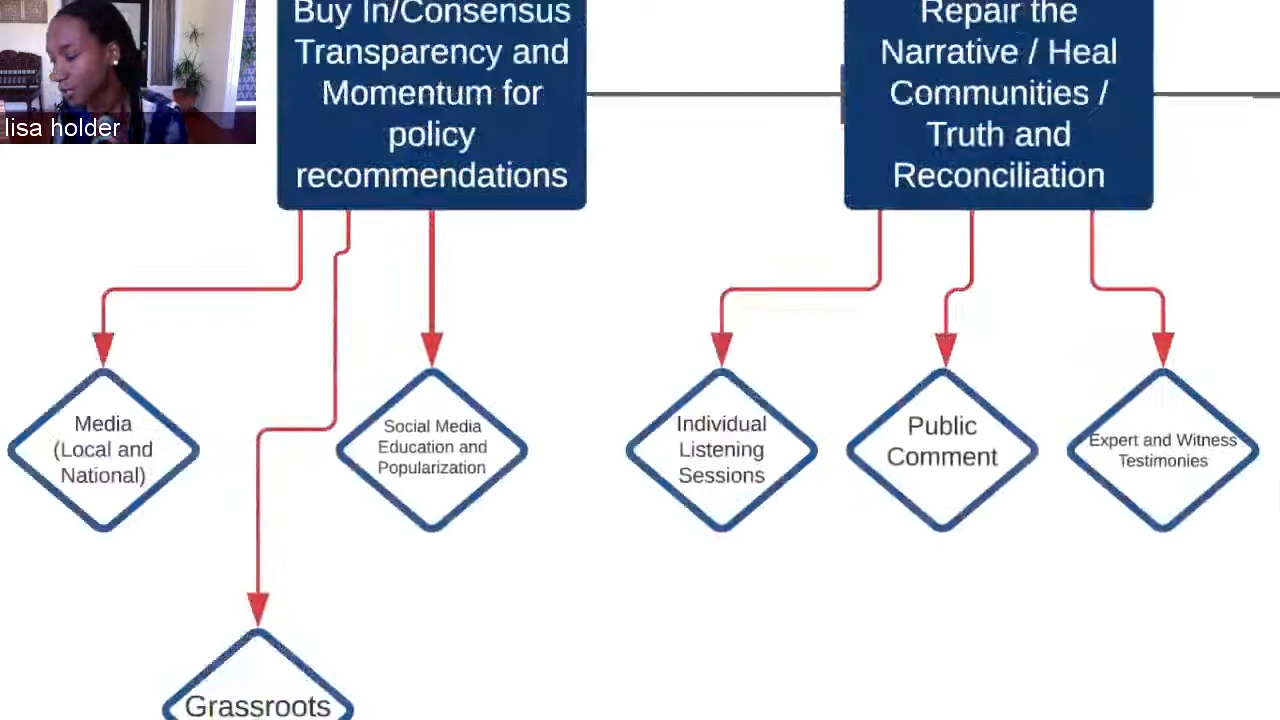 lisa holder
Buy In/Consensus
Transparency and
Momentum for
policy
recommendations
Repair the
Narrative / Heal
Communities /
Truth and
Reconciliation
Media
(Local and
National)
Social Media
Education and
Popularization
Individual
Listening
Sessions
Public
Comment
Expert and Witness
Testimonies
Grassroots